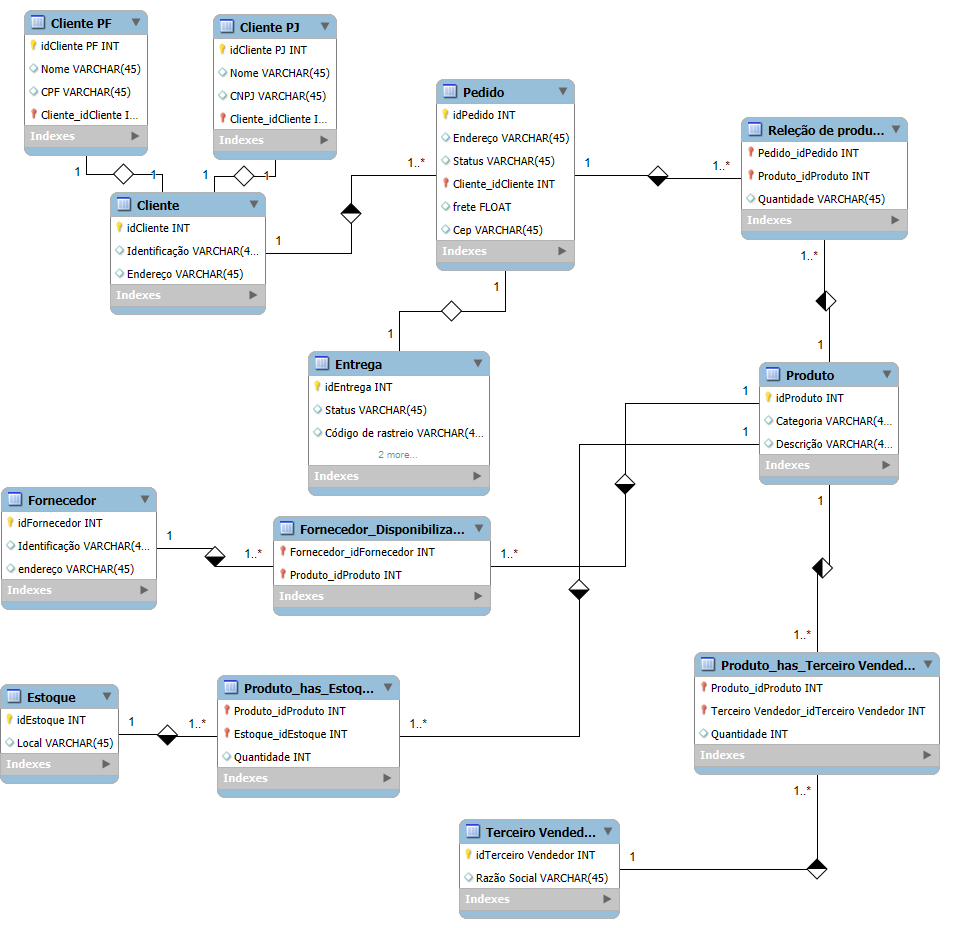 Cliente PF
idCliente PF INT
Nome VARCHAR(45)
CPF VARCHAR(45)
Cliente_idCliente I...
Indexes
Cliente PJ
idCliente PJ INT
Nome VARCHAR(45)
CNPJ VARCHAR(45)
Cliente_idCliente I...
Indexes
1
1
1
1
Cliente
idCliente INT
Identificação VARCHAR(4...
Endereço VARCHAR(45)
Indexes
1
1..*
Pedido
idPedido INT
Endereço VARCHAR(45)
Status VARCHAR(45)
Cliente_idCliente INT
frete FLOAT
Cep VARCHAR(45)
Indexes
1
1..*
Releção de produ...
Pedido_idPedido INT
Produto_idProduto INT
Quantidade VARCHAR(45)
Indexes
1..*
1
1
1
Entrega
idEntrega INT
Status VARCHAR(45)
Código de rastreio VARCHAR(4...
2 more...
Indexes
Produto
idProduto INT
Categoria VARCHAR(4...
Descrição VARCHAR(4...
Indexes
1
1
1
1..*
Fornecedor
idFornecedor INT
Identificação VARCHAR(4...
endereço VARCHAR(45)
Indexes
1
1..*
Fornecedor_Disponibiliza...
Fornecedor_idFornecedor INT
Produto_idProduto INT
Indexes
1..*
Estoque
idEstoque INT
Local VARCHAR(45)
Indexes
1
1..*
Produto_has_Estoq...
Produto_idProduto INT
Estoque_idEstoque INT
Quantidade INT
Indexes
1..*
Produto_has_Terceiro Vended...
Produto_idProduto INT
Terceiro Vendedor_idTerceiro Vendedor INT
Quantidade INT
Indexes
1..*
Terceiro Vended...
idTerceiro Vendedor INT
Razão Social VARCHAR(45)
Indexes
1